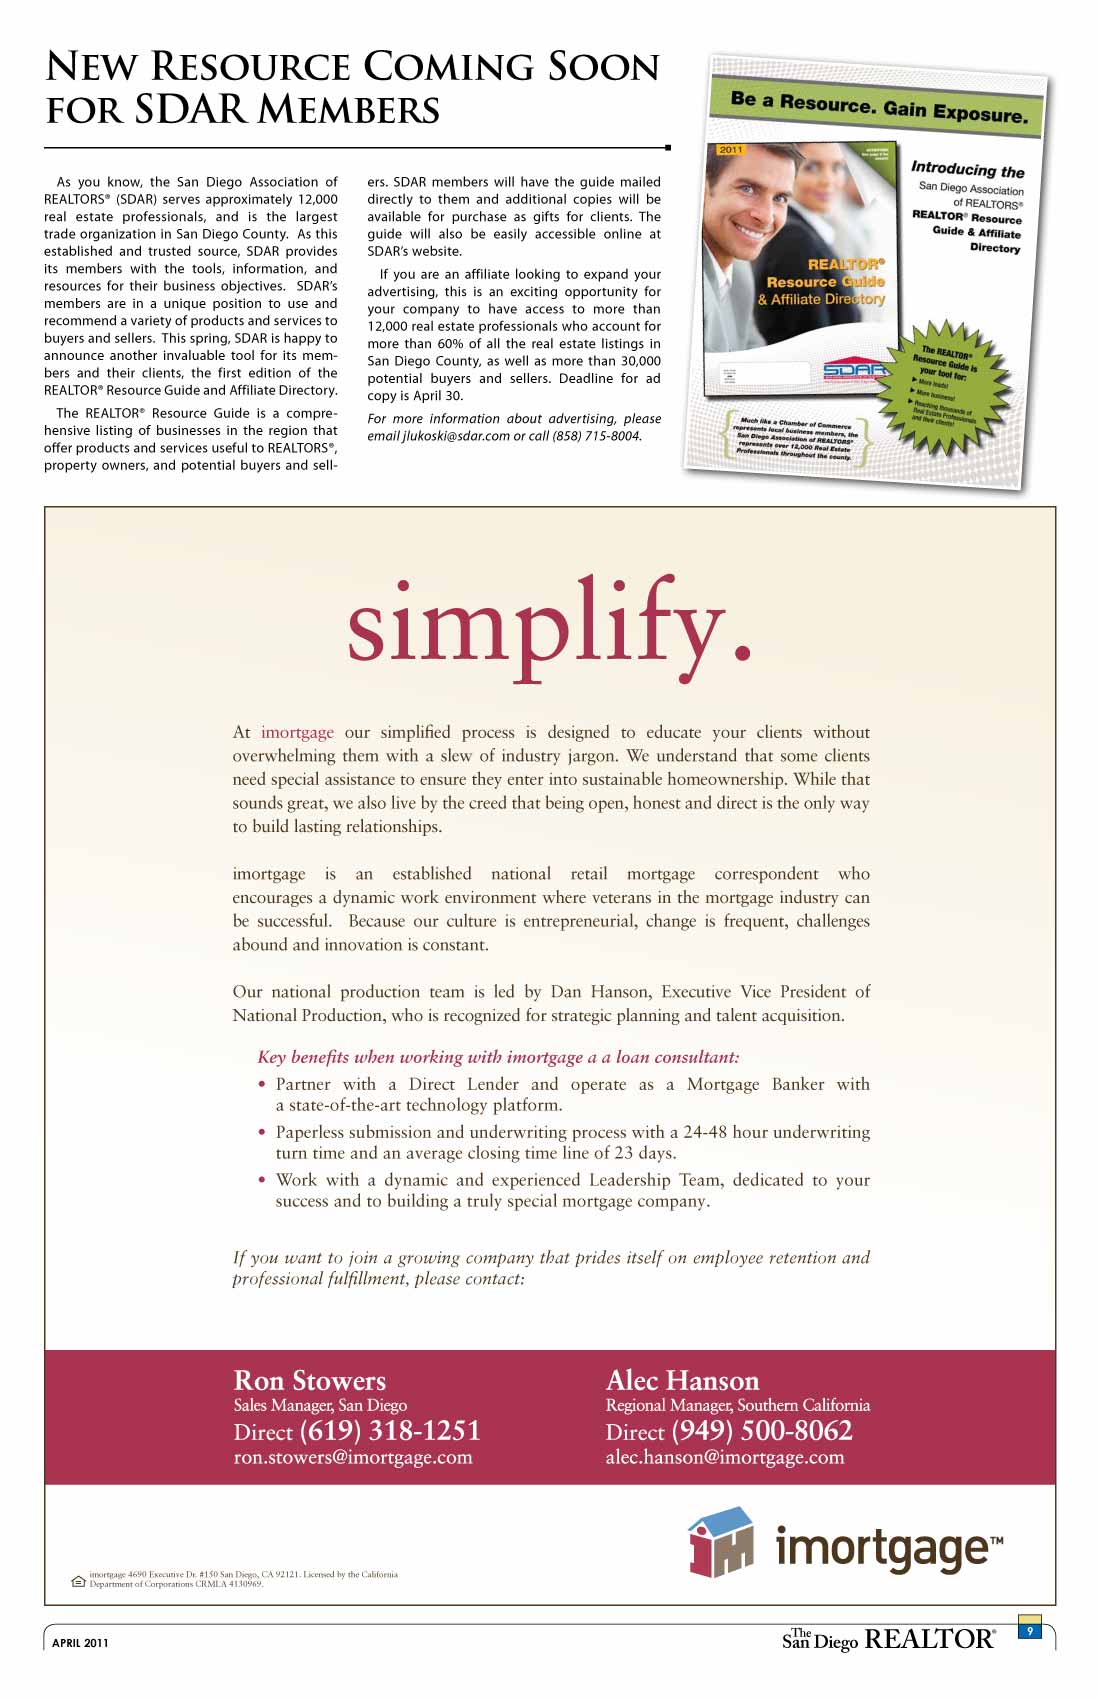 New Resource Coming Soon
for SDAR Members
As you know, the San Diego Association of
REALTORS® (SDAR) serves approximately 12,000
real estate professionals, and is the largest
trade organization in San Diego County. As this
established and trusted source, SDAR provides
its members with the tools, information, and
resources for their business objectives. SDAR's
members are in a unique position to use and
recommend a variety of products and services to
buyers and sellers. This spring, SDAR is happy to
announce another invaluable tool for its mem-
bers and their clients, the first edition of the
REALTOR® Resource Guide and Affiliate Directory.
The REALTOR® Resource Guide is a compre-
hensive listing of businesses in the region that
offer products and services useful to REALTORS®,
property owners, and potential buyers and sell-
ers. SDAR members will have the guide mailed
directly to them and additional copies will be
available for purchase as gifts for clients. The
guide will also be easily accessible online at
SDAR's website.
If you are an affiliate looking to expand your
advertising, this is an exciting opportunity for
your company to have access to more than
12,000 real estate professionals who account for
more than 60% of all the real estate listings in
San Diego County, as well as more than 30,000
potential buyers and sellers. Deadline for ad
copy is April 30.
For more information about advertising, please
email jlukoski@sdar.com or call (858) 715-8004.
Be a Resource. Gain Exposure.
2011
Introducing the
San Diego Association
of REALTORS®
REALTOR® Resource
Guide & Affiliate
Directory
REALTOR®
Resource Guide
& Affiliate Directory
SDAR
The REALTOR®
Resource Guide is
your tool for:
▶ More leads!
▶ More business!
▶ Reaching thousands of
Real Estate Professionals
and their clients!
Much like a Chamber of Commerce
represents local business members, the
San Diego Association of REALTORS®
represents over 12,000 Real Estate
Professionals throughout the county.
simplify.
At imortgage our simplified process is designed to educate your clients without
overwhelming them with a slew of industry jargon. We understand that some clients
need special assistance to ensure they enter into sustainable homeownership. While that
sounds great, we also live by the creed that being open, honest and direct is the only way
to build lasting relationships.
imortgage is an established national retail mortgage correspondent who
encourages a dynamic work environment where veterans in the mortgage industry can
be successful. Because our culture is entrepreneurial, change is frequent, challenges
abound and innovation is constant.
Our national production team is led by Dan Hanson, Executive Vice President of
National Production, who is recognized for strategic planning and talent acquisition.
Key benefits when working with imortgage a a loan consultant:
• Partner with a Direct Lender and operate as a Mortgage Banker with
a state-of-the-art technology platform.
• Paperless submission and underwriting process with a 24-48 hour underwriting
turn time and an average closing time line of 23 days.
• Work with a dynamic and experienced Leadership Team, dedicated to your
success and to building a truly special mortgage company.
If you want to join a growing company that prides itself on employee retention and
professional fulfillment, please contact:
Ron Stowers
Sales Manager, San Diego
Direct (619) 318-1251
ron.stowers@imortgage.com
Alec Hanson
Regional Manager, Southern California
Direct (949) 500-8062
alec.hanson@imortgage.com
iM imortgage™
imortgage 4690 Executive Dr. #150 San Diego, CA 92121. Licensed by the California
Department of Corporations CRMLA 4130969.
APRIL 2011
The San Diego REALTOR®
9